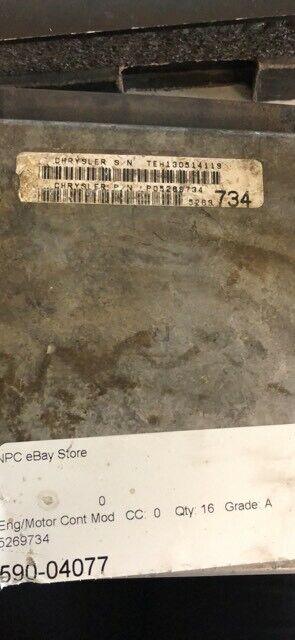 CHRYSLER S/N TEH130514119
CHRYSLER P/N P05269734
5269 734
NPC eBay Store
0
Eng/Motor Cont Mod CC: 0 Qty: 16 Grade: A
5269734
590-04077